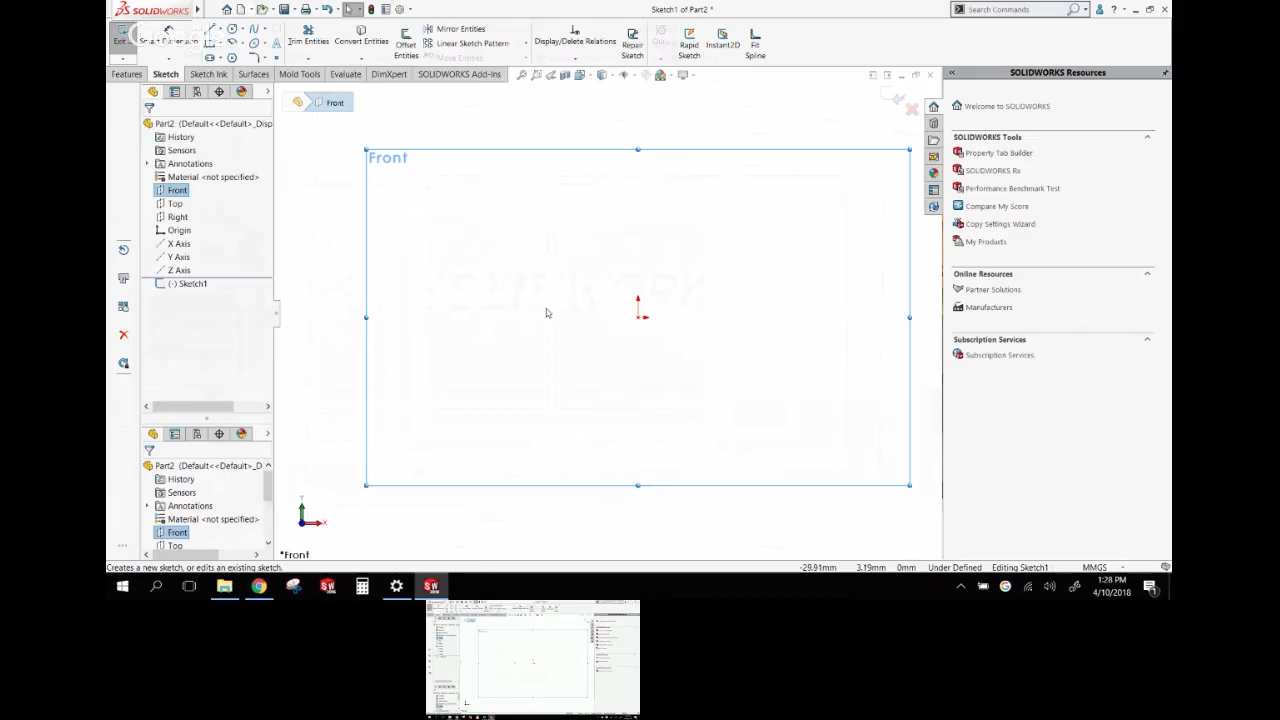 SOLIDWORKS
Sketch1 of Part2 *
Search Commands
Exit
Trim Entities
Convert Entities
Offset Entities
Mirror Entities
Linear Sketch Pattern
Move Entities
Display/Delete Relations
Repair Sketch
Rapid Sketch
Instant2D
Fit Spline
Features
Sketch
Sketch Ink
Surfaces
Mold Tools
Evaluate
DimXpert
SOLIDWORKS Add-Ins
SOLIDWORKS Resources
Part2 (Default<<Default>_Disp
History
Sensors
Annotations
Material <not specified>
Front
Top
Right
Origin
X Axis
Y Axis
Z Axis
(-) Sketch1
Part2 (Default<<Default>_D
History
Sensors
Annotations
Material <not specified>
Front
Top
Front
Front
Y
X
*Front
Welcome to SOLIDWORKS
SOLIDWORKS Tools
Property Tab Builder
SOLIDWORKS Rx
Performance Benchmark Test
Compare My Score
Copy Settings Wizard
My Products
Online Resources
Partner Solutions
Manufacturers
Subscription Services
Subscription Services
Creates a new sketch, or edits an existing sketch.
-29.91mm
3.19mm
0mm
Under Defined
Editing Sketch1
MMGS
1:28 PM
4/10/2018